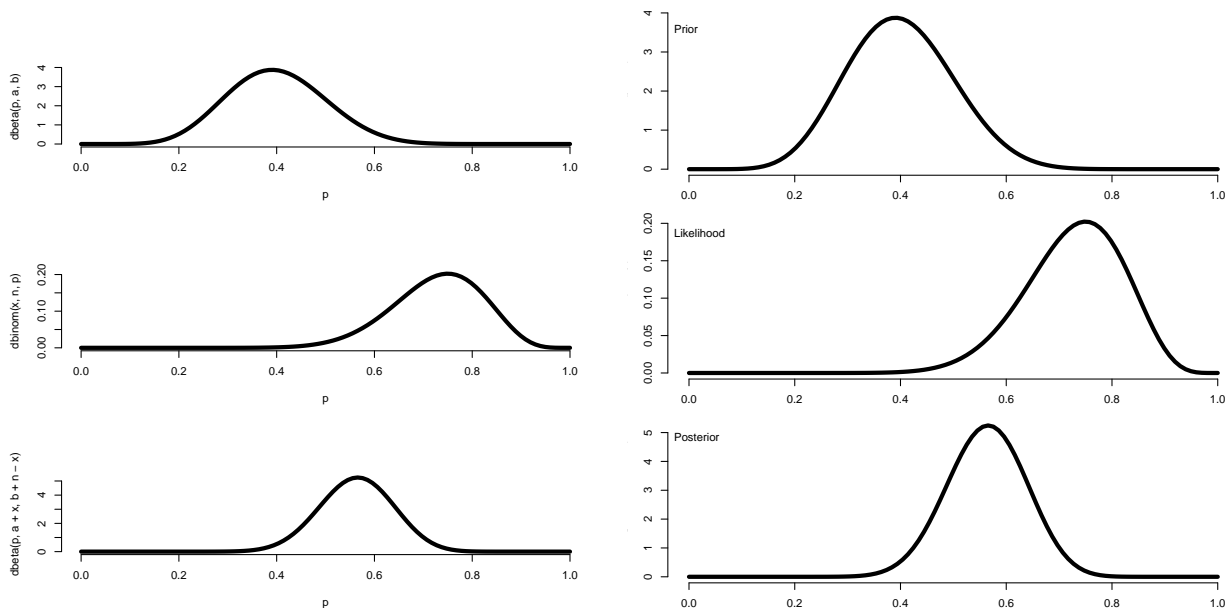 dbeta(p, a, b)
0 1 2 3 4
0.0 0.2 0.4 0.6 0.8 1.0
p
dbinom(x, n, p)
0.00 0.10 0.20
0.0 0.2 0.4 0.6 0.8 1.0
p
dbeta(p, a + x, b + n − x)
0 2 4
0.0 0.2 0.4 0.6 0.8 1.0
p
Prior
0 1 2 3 4
0.0 0.2 0.4 0.6 0.8 1.0
Likelihood
0.00 0.05 0.10 0.15 0.20
0.0 0.2 0.4 0.6 0.8 1.0
Posterior
0 1 2 3 4 5
0.0 0.2 0.4 0.6 0.8 1.0